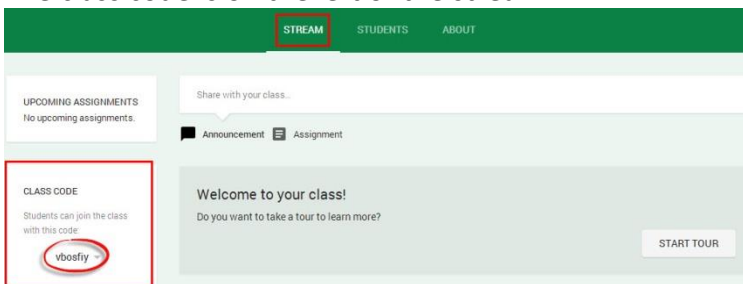 STREAM STUDENTS ABOUT
UPCOMING ASSIGNMENTS
No upcoming assignments.
Share with your class..
Announcement Assignment
CLASS CODE
Students can join the class
with this code
vbosfiy
Welcome to your class!
Do you want to take a tour to learn more?
START TOUR